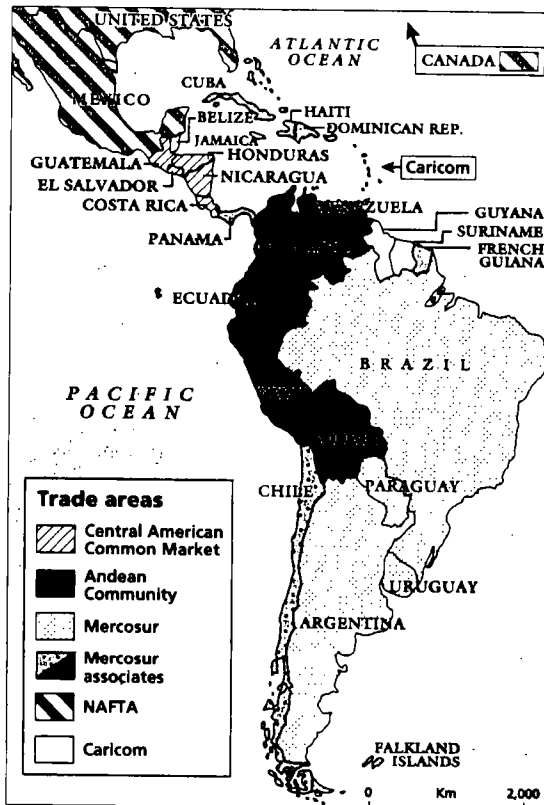 UNITED STATES
ATLANTIC
OCEAN
CANADA
MEXICO
CUBA
BELIZE
HAITI
JAMAICA
DOMINICAN REP.
GUATEMALA
HONDURAS
EL SALVADOR
NICARAGUA
Caricom
COSTA RICA
ZUELA
GUYANA
PANAMA
SURINAME
FRENCH
GUIANA
ECUAD
BRAZIL
PACIFIC
OCEAN
CHILE
PARAGUAY
URUGUAY
ARGENTINA
Trade areas
Central American
Common Market
Andean
Community
Mercosur
Mercosur
associates
NAFTA
Caricom
FALKLAND
ISLANDS
0 Km 2,000